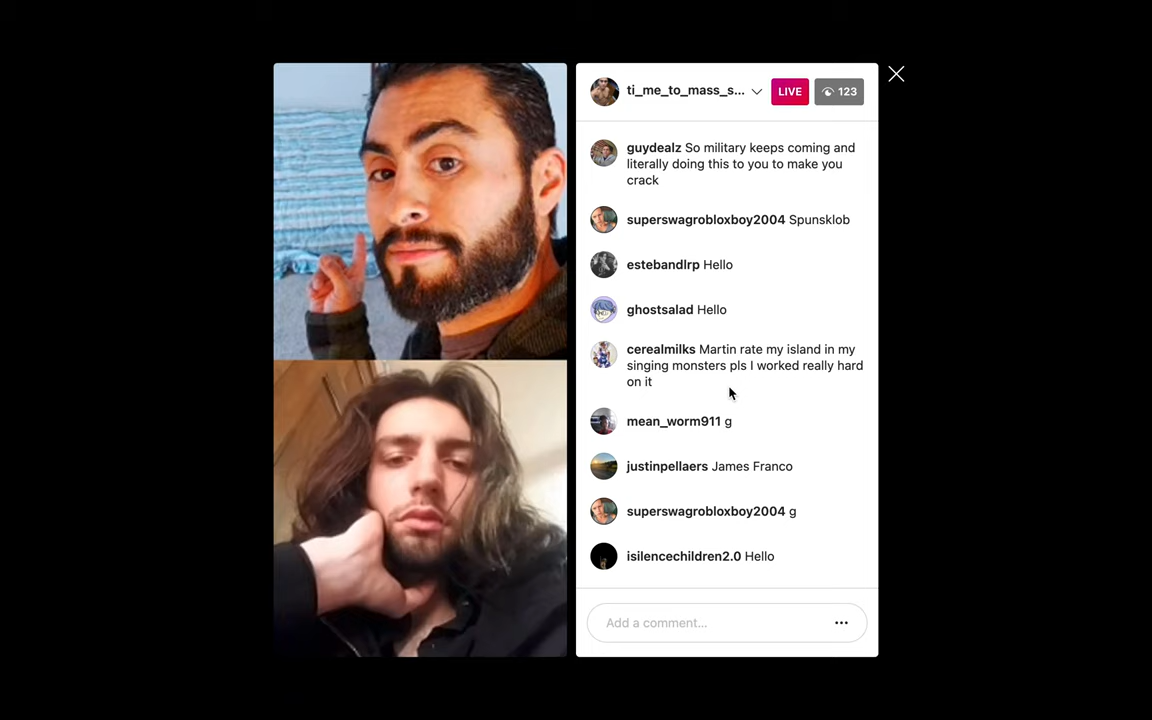 ti_me_to_mass_s...
LIVE
123
guydealz So military keeps coming and
literally doing this to you to make you
crack
superswagrobloxboy2004 Spunsklob
estebandlrp Hello
ghostsalad Hello
cerealmilks Martin rate my island in my
singing monsters pls I worked really hard
on it
mean_worm911 g
justinpellaers James Franco
superswagrobloxboy2004 g
isilencechildren2.0 Hello
Add a comment...